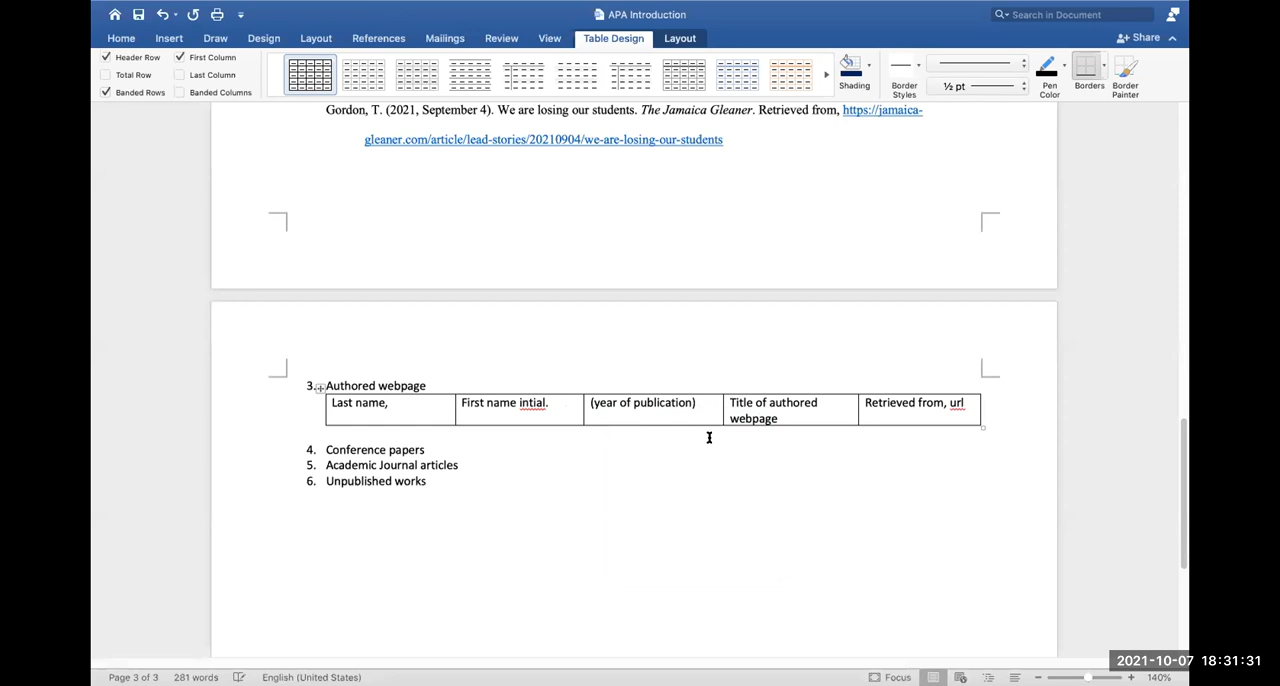 APA Introduction
Search in Document
Home Insert Draw Design Layout References Mailings Review View Table Design Layout
Share
Header Row First Column
Total Row Last Column
Banded Rows Banded Columns
Shading
Border Styles
½ pt
Pen Color
Borders
Border Painter
Gordon, T. (2021, September 4). We are losing our students. The Jamaica Gleaner. Retrieved from, https://jamaica-
gleaner.com/article/lead-stories/20210904/we-are-losing-our-students
3. Authored webpage
Last name, First name intial. (year of publication) Title of authored webpage Retrieved from, url
4. Conference papers
5. Academic Journal articles
6. Unpublished works
2021-10-07 18:31:31
Page 3 of 3 281 words English (United States) Focus 140%